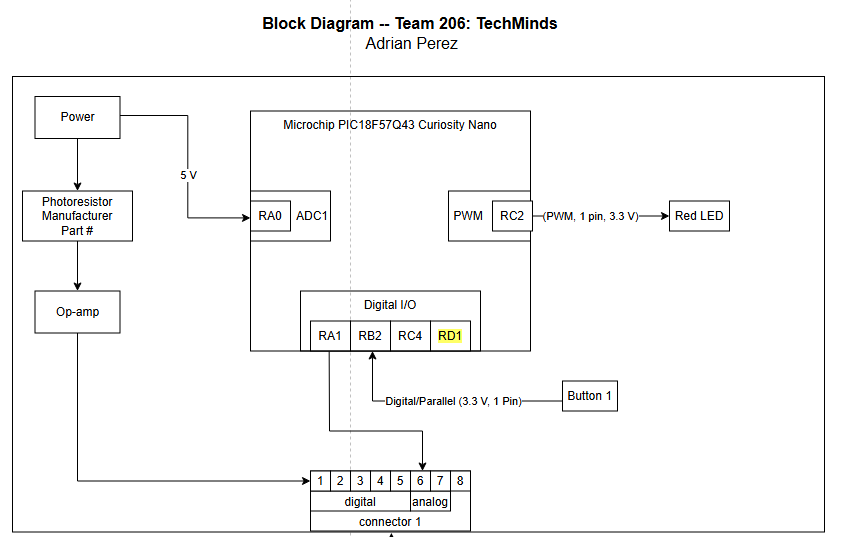 Block Diagram -- Team 206: TechMinds
Adrian Perez
Power
Microchip PIC18F57Q43 Curiosity Nano
5 V
Photoresistor
Manufacturer
Part #
RA0
ADC1
PWM
RC2
(PWM, 1 pin, 3.3 V)
Red LED
Op-amp
Digital I/O
RA1
RB2
RC4
RD1
Digital/Parallel (3.3 V, 1 Pin)
Button 1
1 2 3 4 5 6 7 8
digital
analog
connector 1